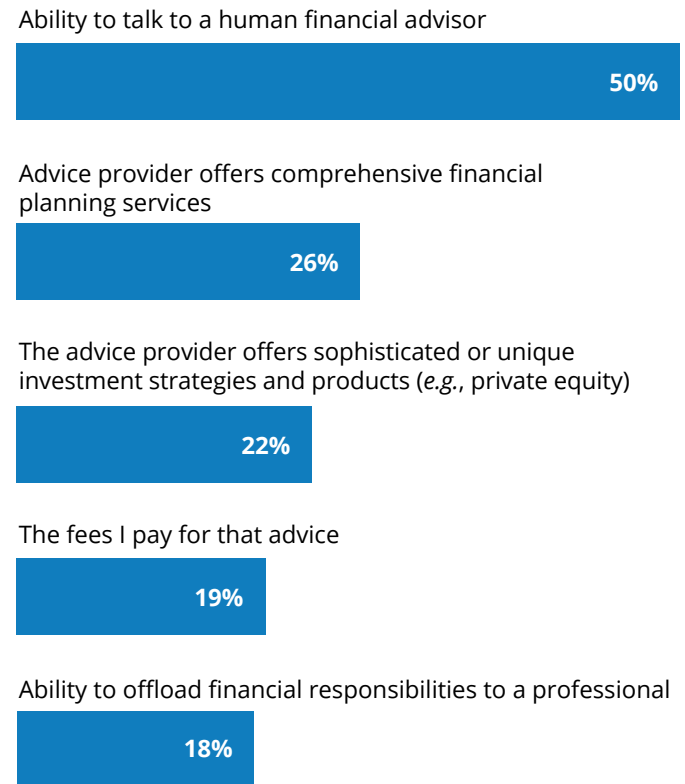 Ability to talk to a human financial advisor
50%
Advice provider offers comprehensive financial
planning services
26%
The advice provider offers sophisticated or unique
investment strategies and products (e.g., private equity)
22%
The fees I pay for that advice
19%
Ability to offload financial responsibilities to a professional
18%